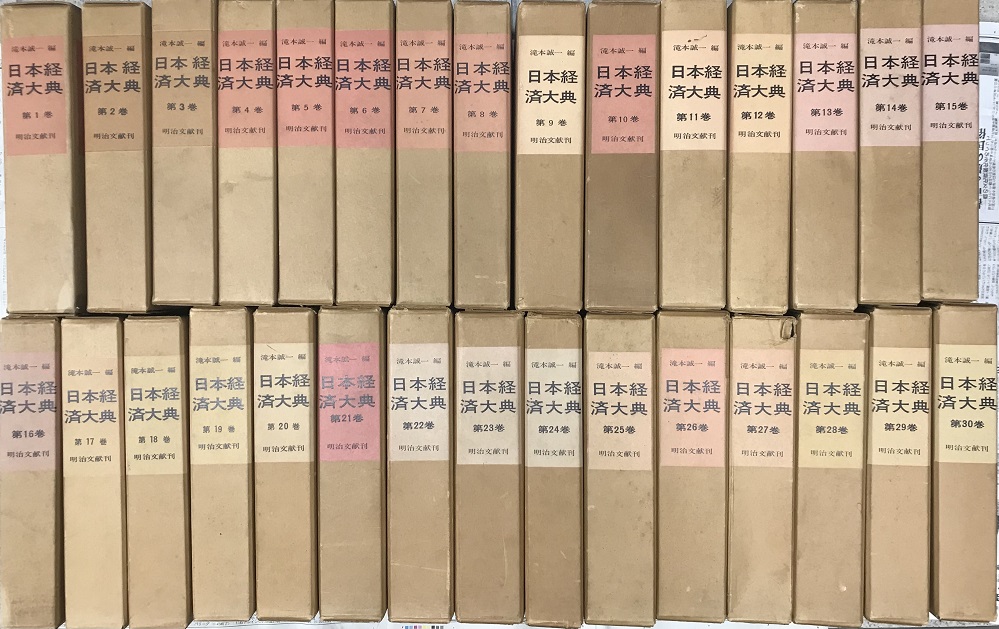 滝本誠一 編
日本経
済大典
第1巻
明治文献刊
滝本誠一 編
日本経
済大典
第2巻
明治文献刊
滝本誠一 編
日本経
済大典
第3巻
明治文献刊
滝本誠一 編
日本経
済大典
第4巻
明治文献刊
滝本誠一 編
日本経
済大典
第5巻
明治文献刊
滝本誠一 編
日本経
済大典
第6巻
明治文献刊
滝本誠一 編
日本経
済大典
第7巻
明治文献刊
滝本誠一 編
日本経
済大典
第8巻
明治文献刊
滝本誠一 編
日本経
済大典
第9巻
明治文献刊
滝本誠一 編
日本経
済大典
第10巻
明治文献刊
滝本誠一 編
日本経
済大典
第11巻
明治文献刊
滝本誠一 編
日本経
済大典
第12巻
明治文献刊
滝本誠一 編
日本経
済大典
第13巻
明治文献刊
滝本誠一 編
日本経
済大典
第14巻
明治文献刊
滝本誠一 編
日本経
済大典
第15巻
明治文献刊
滝本誠一 編
日本経
済大典
第16巻
明治文献刊
滝本誠一 編
日本経
済大典
第17巻
明治文献刊
滝本誠一 編
日本経
済大典
第18巻
明治文献刊
滝本誠一 編
日本経
済大典
第19巻
明治文献刊
滝本誠一 編
日本経
済大典
第20巻
明治文献刊
滝本誠一 編
日本経
済大典
第21巻
明治文献刊
滝本誠一 編
日本経
済大典
第22巻
明治文献刊
滝本誠一 編
日本経
済大典
第23巻
明治文献刊
滝本誠一 編
日本経
済大典
第24巻
明治文献刊
滝本誠一 編
日本経
済大典
第25巻
明治文献刊
滝本誠一 編
日本経
済大典
第26巻
明治文献刊
滝本誠一 編
日本経
済大典
第27巻
明治文献刊
滝本誠一 編
日本経
済大典
第28巻
明治文献刊
滝本誠一 編
日本経
済大典
第29巻
明治文献刊
滝本誠一 編
日本経
済大典
第30巻
明治文献刊